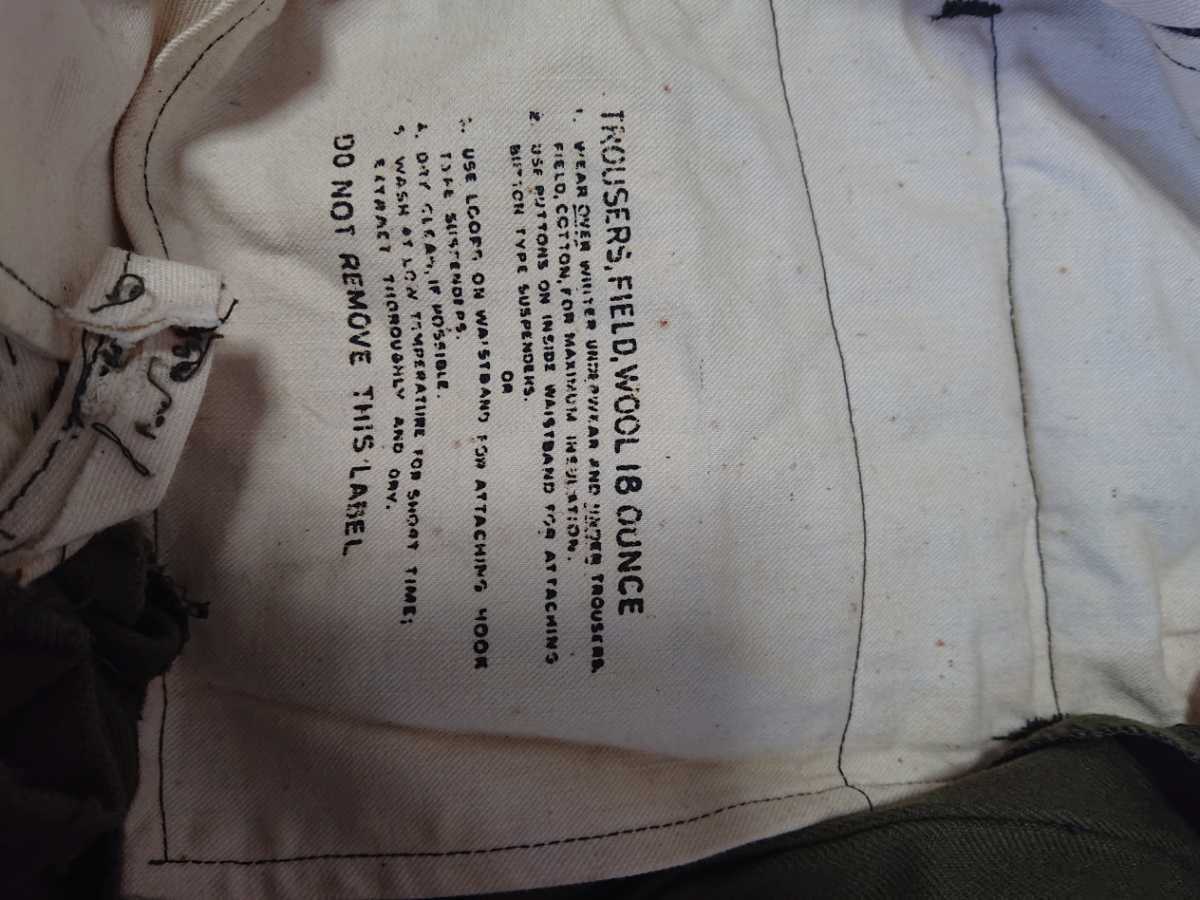 TROUSERS, FIELD, WOOL 18 OUNCE
1. WEAR OVER WINTER UNDERWEAR AND UNDER TROUSERS
FIELD, COTTON, FOR MAXIMUM INSULATION.
2. USE BUTTONS ON INSIDE WAISTBAND FOR ATTACHING
BUTTON TYPE SUSPENDERS.
OR
3. USE LOOPS ON WAISTBAND FOR ATTACHING HOOK
TYPE SUSPENDERS.
4. DRY CLEAN, IF POSSIBLE.
5 WASH AT LOW TEMPERATURE FOR SHORT TIME;
EXTRACT THOROUGHLY AND DRY.
DO NOT REMOVE THIS LABEL